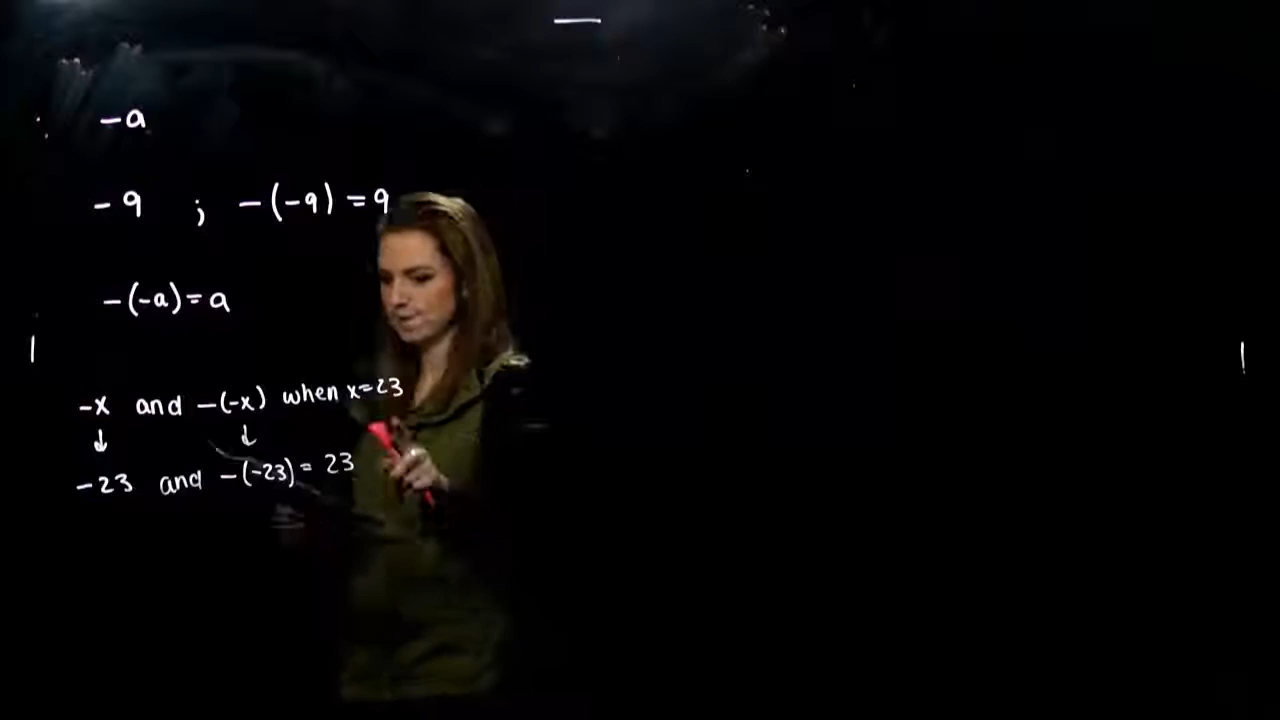 -a
-9 ; -(-9) = 9
-(-a) = a
-x and -(-x) when x=23
↓ ↓
-23 and -(-23) = 23